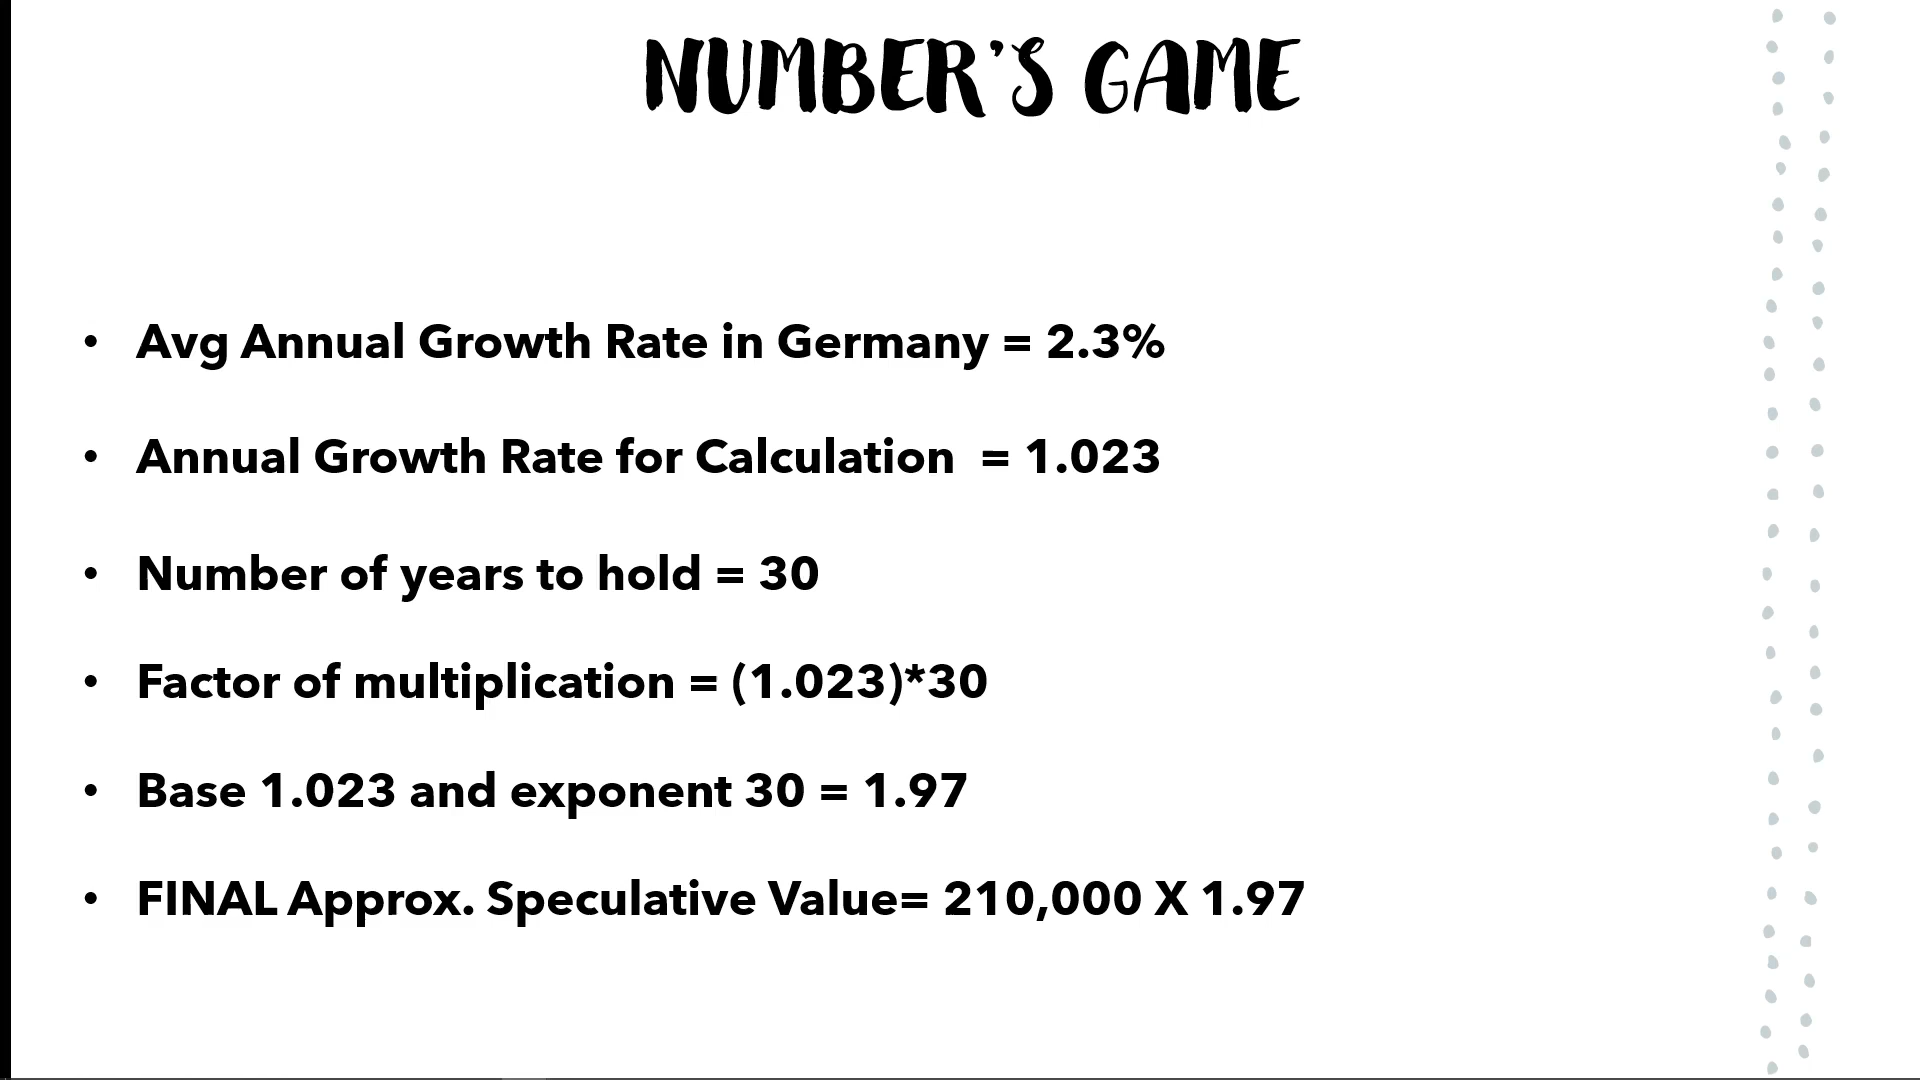 NUMBER'S GAME
• Avg Annual Growth Rate in Germany = 2.3%
• Annual Growth Rate for Calculation  = 1.023
• Number of years to hold = 30
• Factor of multiplication = (1.023)*30
• Base 1.023 and exponent 30 = 1.97
• FINAL Approx. Speculative Value= 210,000 X 1.97